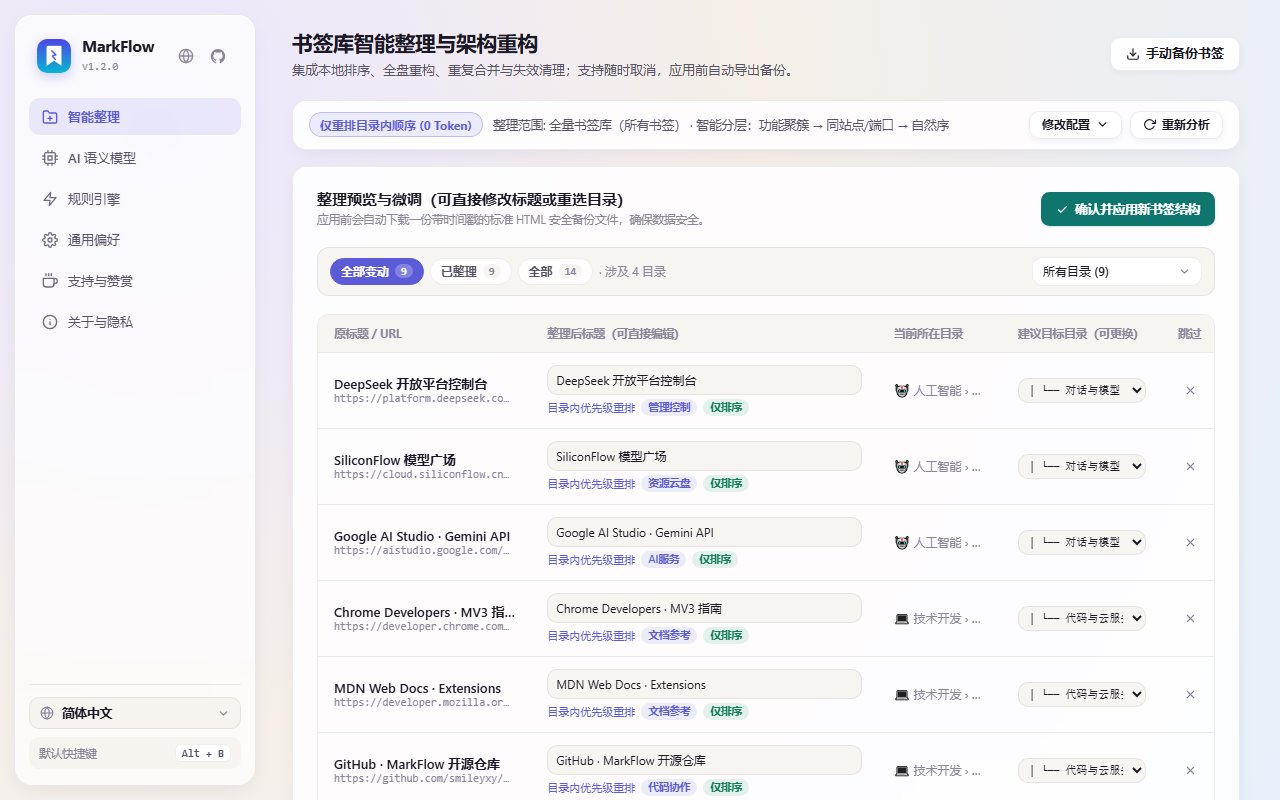 MarkFlow
v1.2.0
智能整理
AI 语义模型
规则引擎
通用偏好
支持与赞赏
关于与隐私
简体中文
默认快捷键 Alt + B
书签库智能整理与架构重构
集成本地排序、全盘重构、重复合并与失效清理；支持随时取消，应用前自动导出备份。
手动备份书签
仅重排目录内顺序 (0 Token) 整理范围: 全量书签库（所有书签） · 智能分层：功能聚簇 → 同站点/端口 → 自然序 修改配置 重新分析
整理预览与微调（可直接修改标题或重选目录）
应用前会自动下载一份带时间戳的标准 HTML 安全备份文件，确保数据安全。
确认并应用新书签结构
全部变动 9 已整理 9 全部 14 · 涉及 4 目录 所有目录 (9)
原标题 / URL 整理后标题（可直接编辑） 当前所在目录 建议目标目录（可更换） 跳过
DeepSeek 开放平台控制台
https://platform.deepseek.co…
DeepSeek 开放平台控制台
目录内优先级重排 管理控制 仅排序
人工智能 › ...
│ └─ 对话与模型
SiliconFlow 模型广场
https://cloud.siliconflow.cn…
SiliconFlow 模型广场
目录内优先级重排 资源云盘 仅排序
人工智能 › ...
│ └─ 对话与模型
Google AI Studio · Gemini API
https://aistudio.google.com/…
Google AI Studio · Gemini API
目录内优先级重排 AI服务 仅排序
人工智能 › ...
│ └─ 对话与模型
Chrome Developers · MV3 指...
https://developer.chrome.com…
Chrome Developers · MV3 指南
目录内优先级重排 文档参考 仅排序
技术开发 › ...
│ └─ 代码与云服
MDN Web Docs · Extensions
https://developer.mozilla.or…
MDN Web Docs · Extensions
目录内优先级重排 文档参考 仅排序
技术开发 › ...
│ └─ 代码与云服
GitHub · MarkFlow 开源仓库
https://github.com/smileyxy/…
GitHub · MarkFlow 开源仓库
目录内优先级重排 代码协作 仅排序
技术开发 › ...
│ └─ 代码与云服